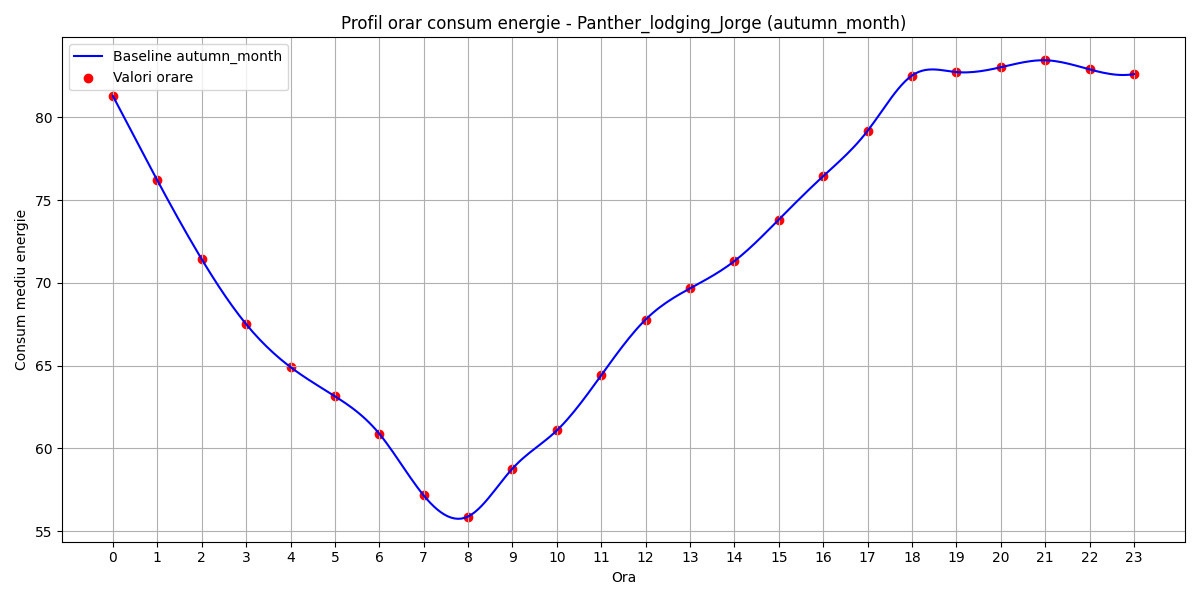 Profil orar consum energie - Panther_lodging_Jorge (autumn_month)
Baseline autumn_month
Valori orare
Consum mediu energie
80
75
70
65
60
55
0 1 2 3 4 5 6 7 8 9 10 11 12 13 14 15 16 17 18 19 20 21 22 23
Ora